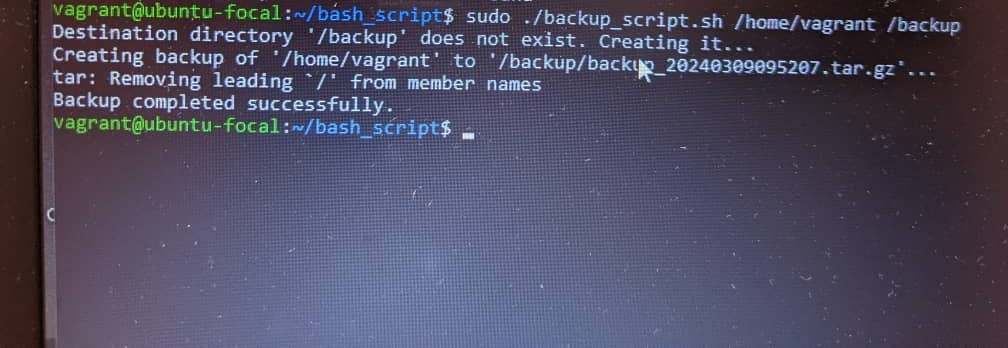 vagrant@ubuntu-focal:~/bash_script$ sudo ./backup_script.sh /home/vagrant /backup
Destination directory '/backup' does not exist. Creating it...
Creating backup of '/home/vagrant' to '/backup/backup_20240309095207.tar.gz'...
tar: Removing leading `/' from member names
Backup completed successfully.
vagrant@ubuntu-focal:~/bash_script$